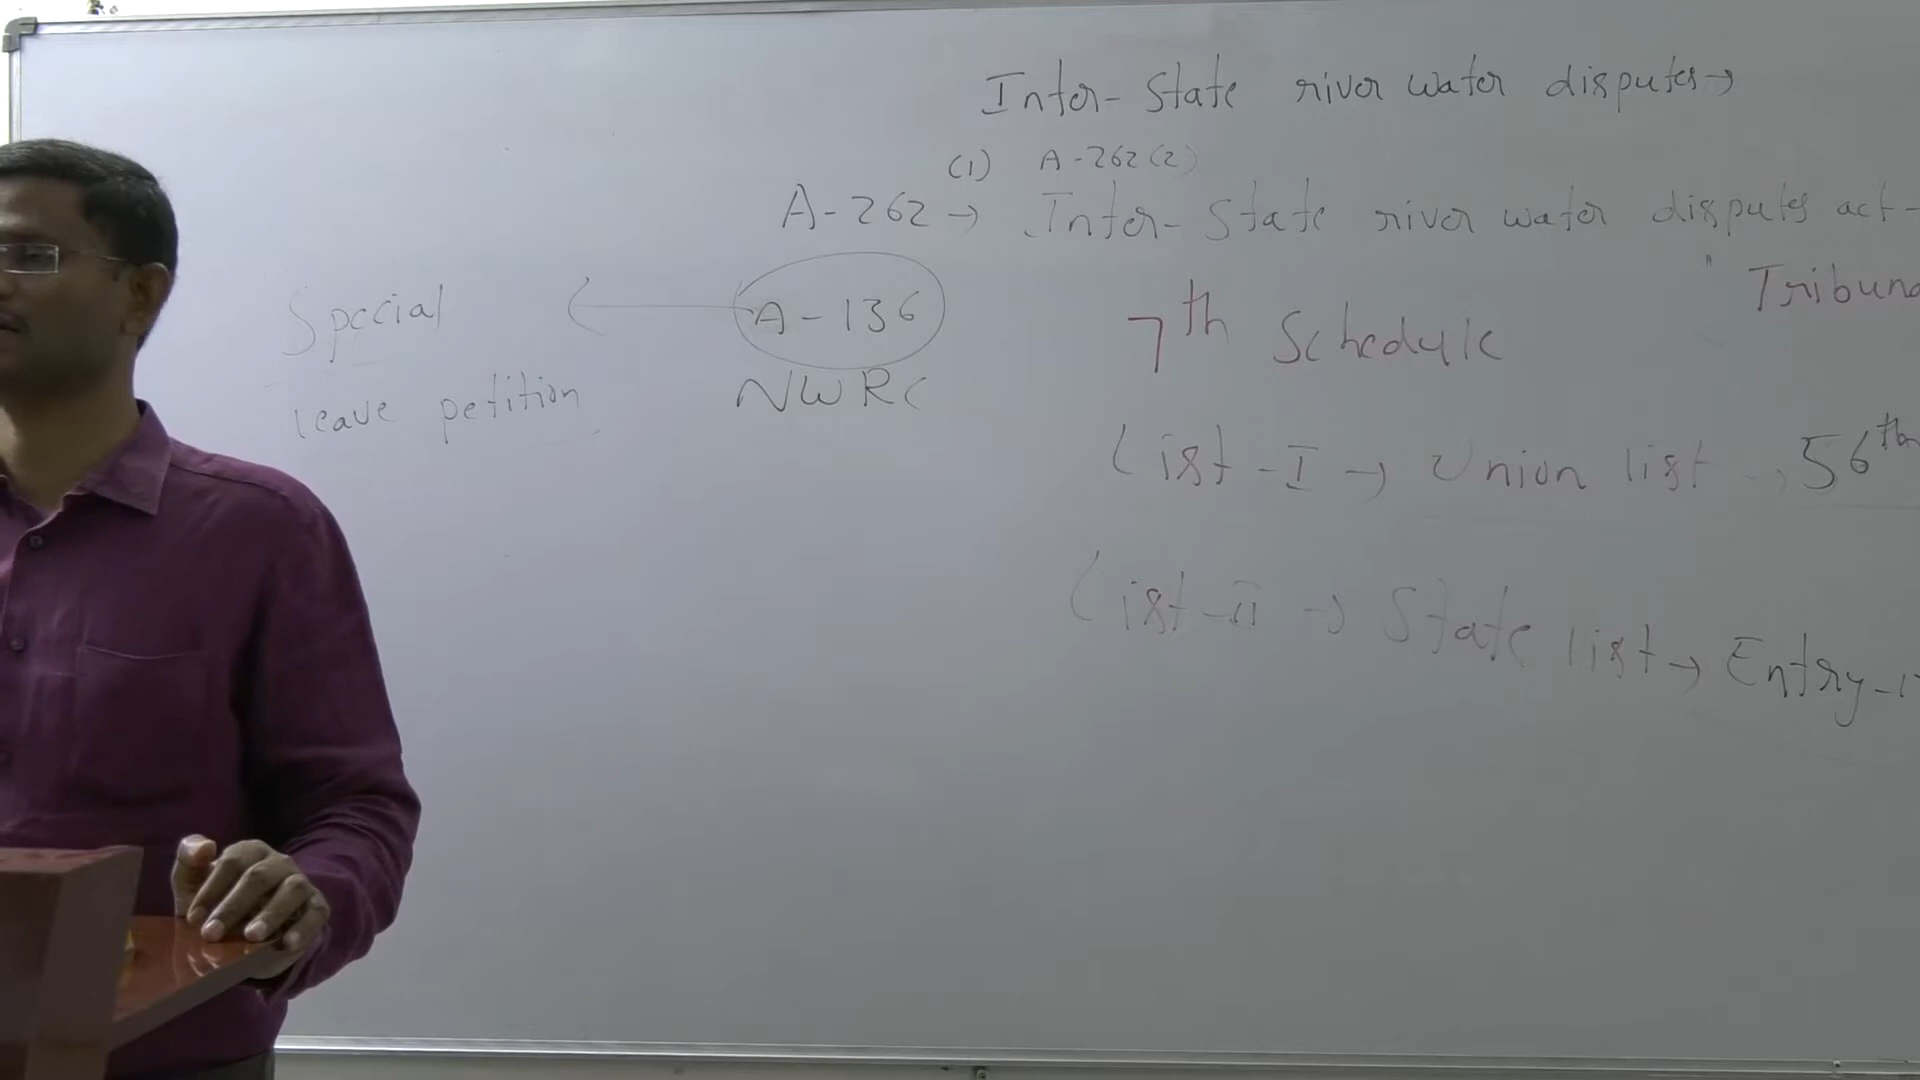 Inter-State river water disputes→
(1) A-262(2)
A-262 → Inter-State river water disputes act-
" Tribuna
Special ← A-136
leave petition
NWRC
7th Schedule
List-I → Union list → 56th
List-II → State list → Entry-17